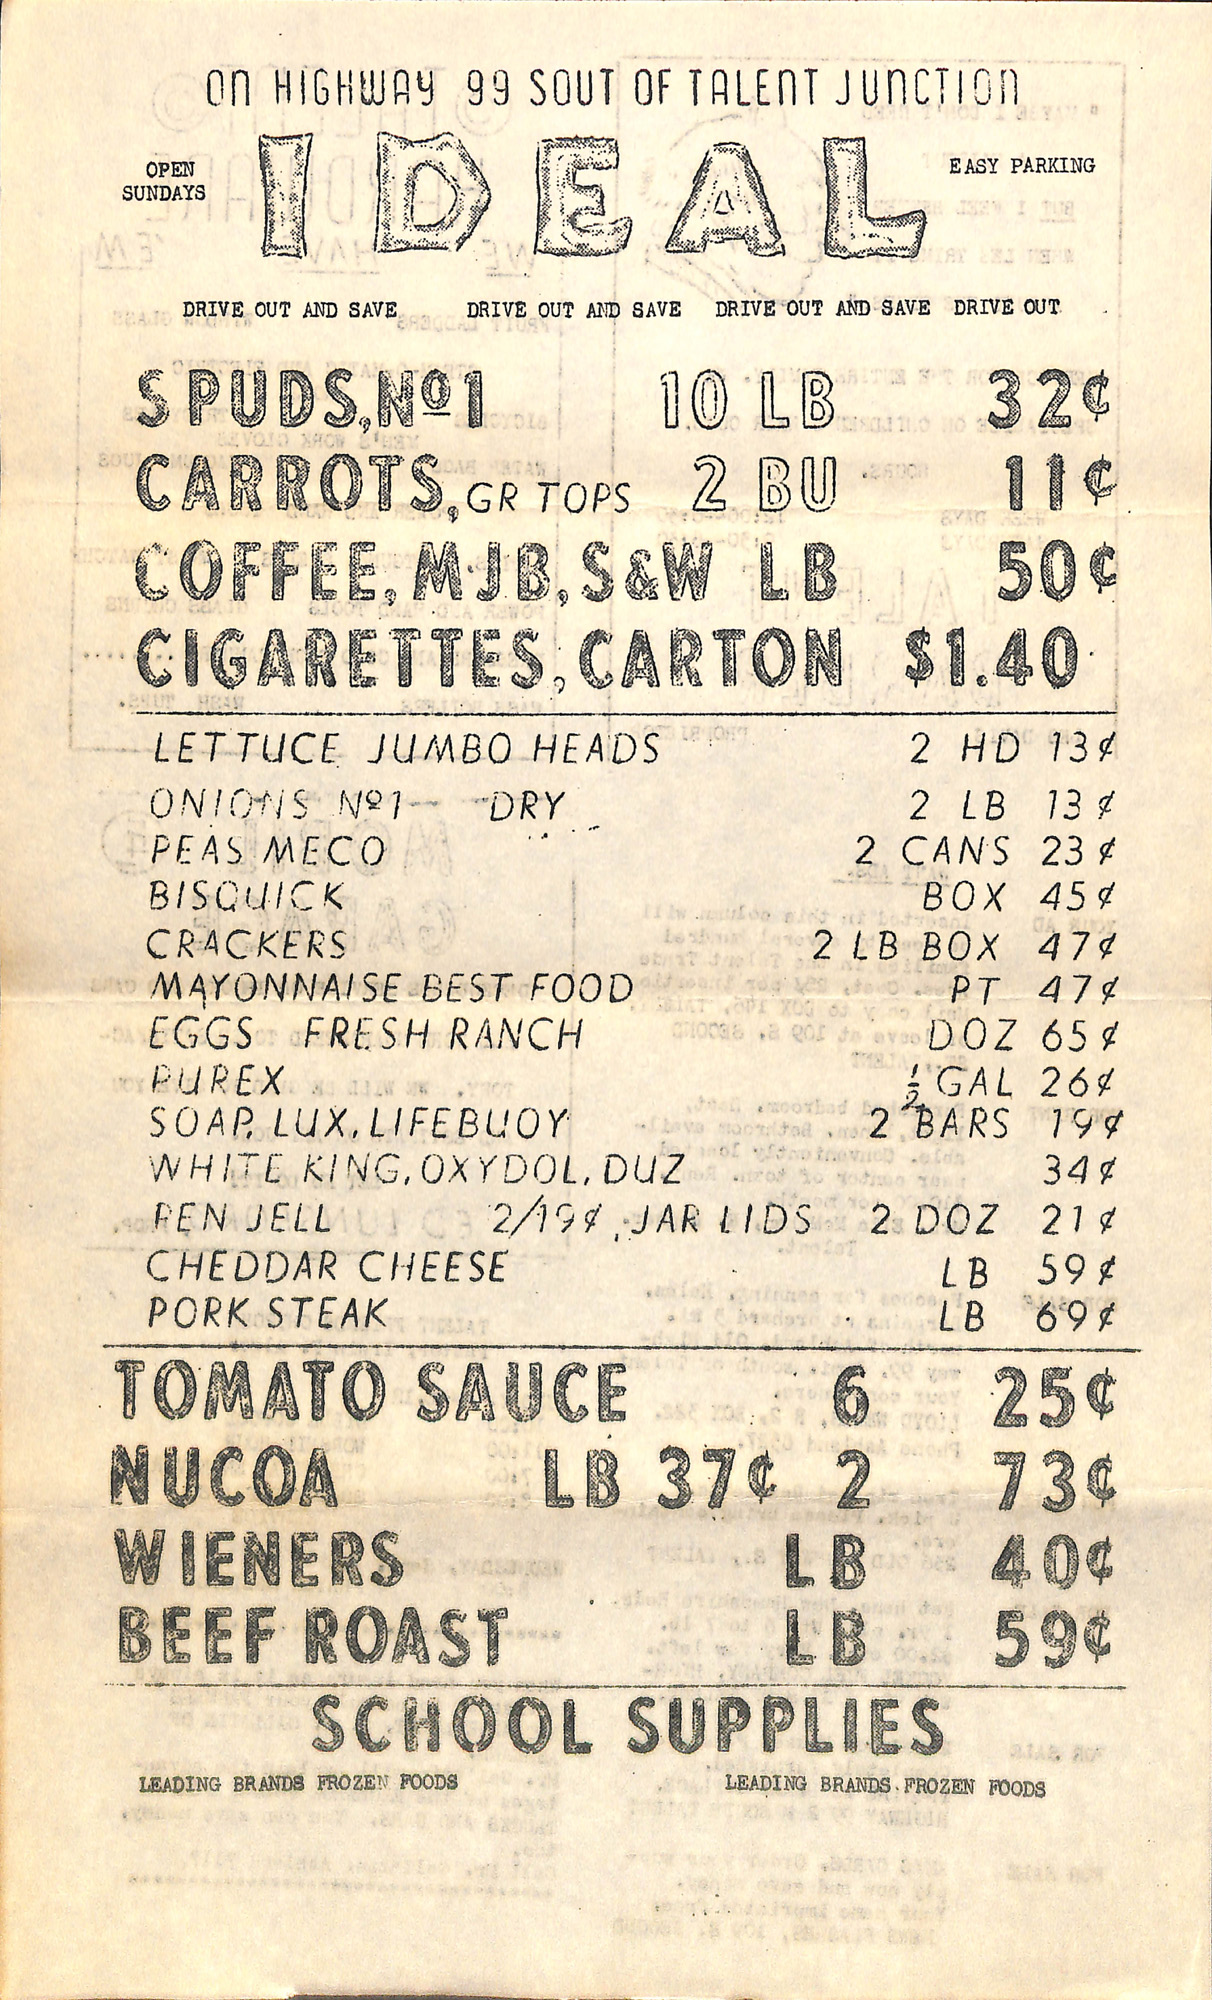 ON HIGHWAY 99 SOUT OF TALENT JUNCTION
OPEN SUNDAYS
IDEAL
EASY PARKING
DRIVE OUT AND SAVE DRIVE OUT AND SAVE DRIVE OUT AND SAVE DRIVE OUT
SPUDS, Nº1 10 LB 32¢
CARROTS, GR TOPS 2 BU 11¢
COFFEE, MJB, S&W LB 50¢
CIGARETTES, CARTON $1.40
LETTUCE JUMBO HEADS 2 HD 13¢
ONIONS Nº1 -- DRY 2 LB 13¢
PEAS MECO 2 CANS 23¢
BISQUICK BOX 45¢
CRACKERS 2 LB BOX 47¢
MAYONNAISE BEST FOOD PT 47¢
EGGS FRESH RANCH DOZ 65¢
PUREX ½ GAL 26¢
SOAP, LUX, LIFEBUOY 2 BARS 19¢
WHITE KING, OXYDOL, DUZ 34¢
PEN JELL 2/19¢, JAR LIDS 2 DOZ 21¢
CHEDDAR CHEESE LB 59¢
PORK STEAK LB 69¢
TOMATO SAUCE 6 25¢
NUCOA LB 37¢ 2 73¢
WIENERS LB 40¢
BEEF ROAST LB 59¢
SCHOOL SUPPLIES
LEADING BRANDS FROZEN FOODS LEADING BRANDS FROZEN FOODS